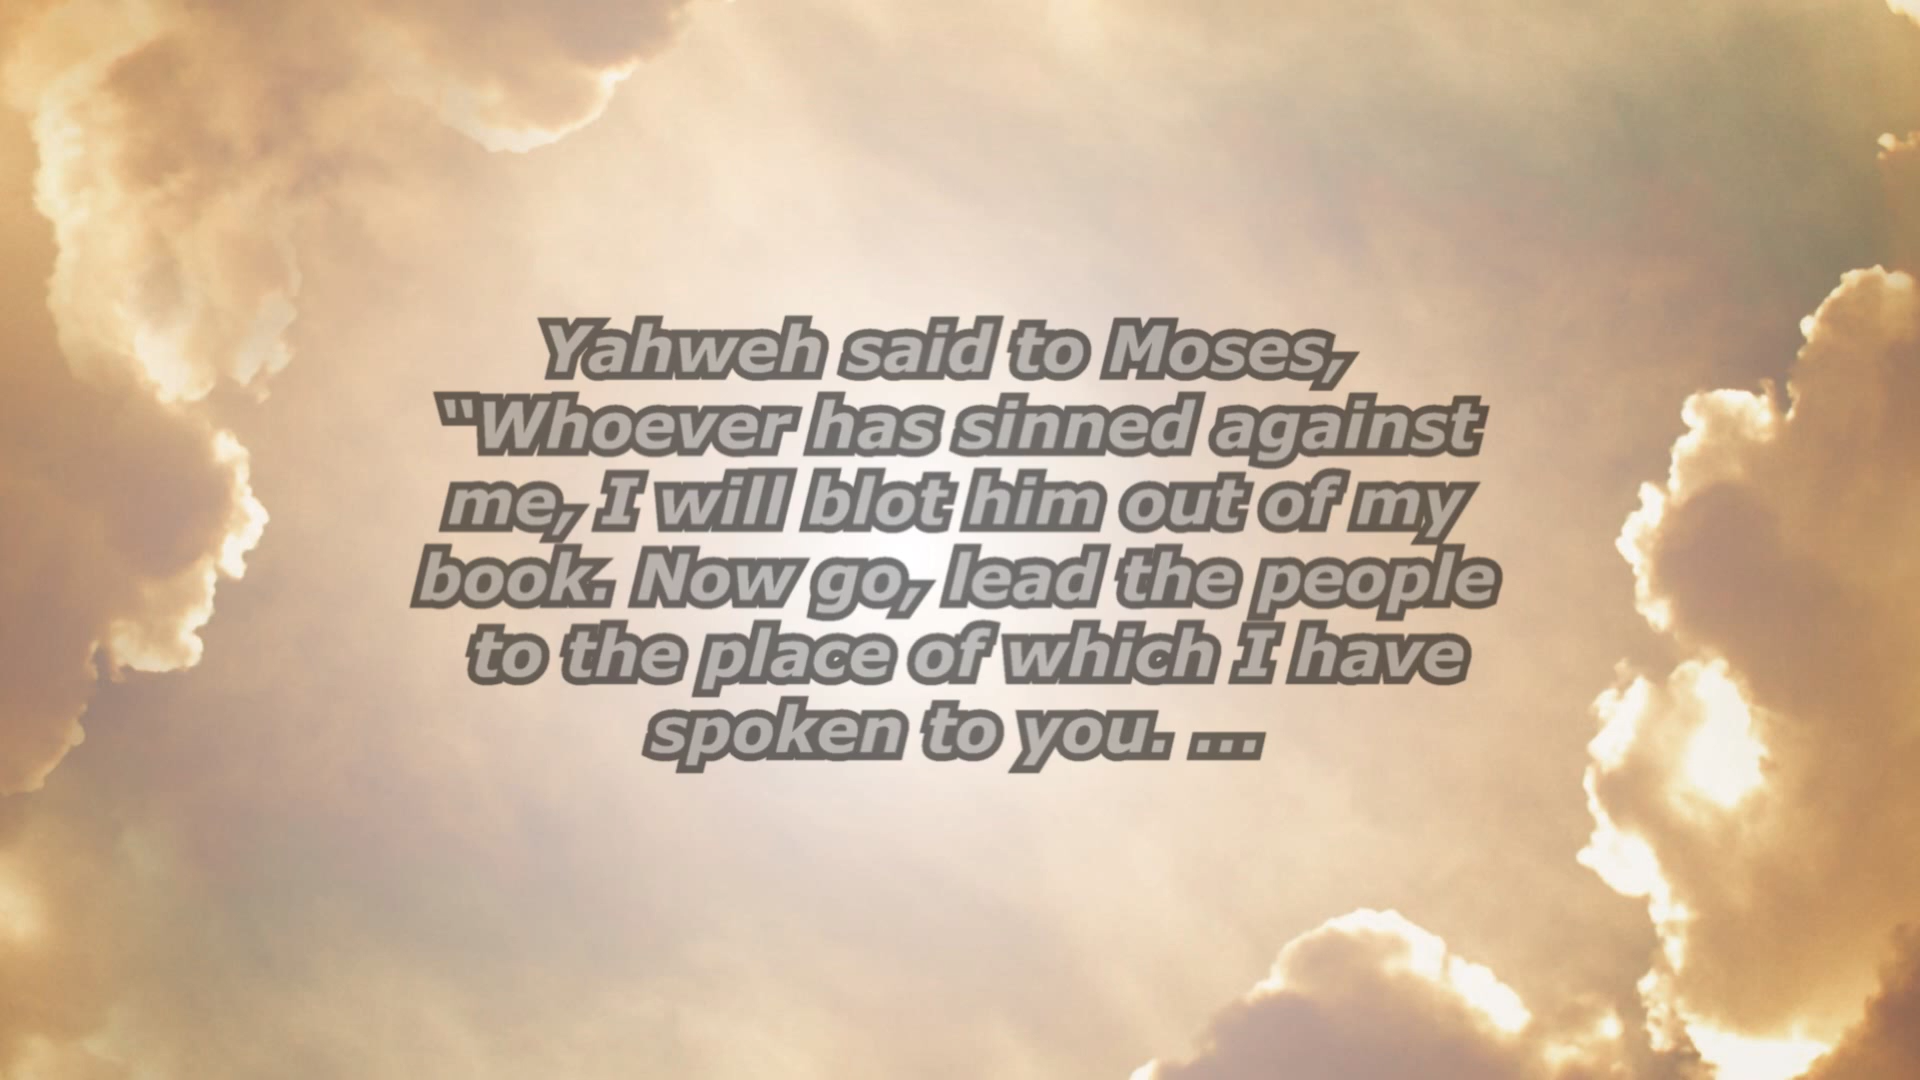 Yahweh said to Moses,
"Whoever has sinned against
me, I will blot him out of my
book. Now go, lead the people
to the place of which I have
spoken to you. ...